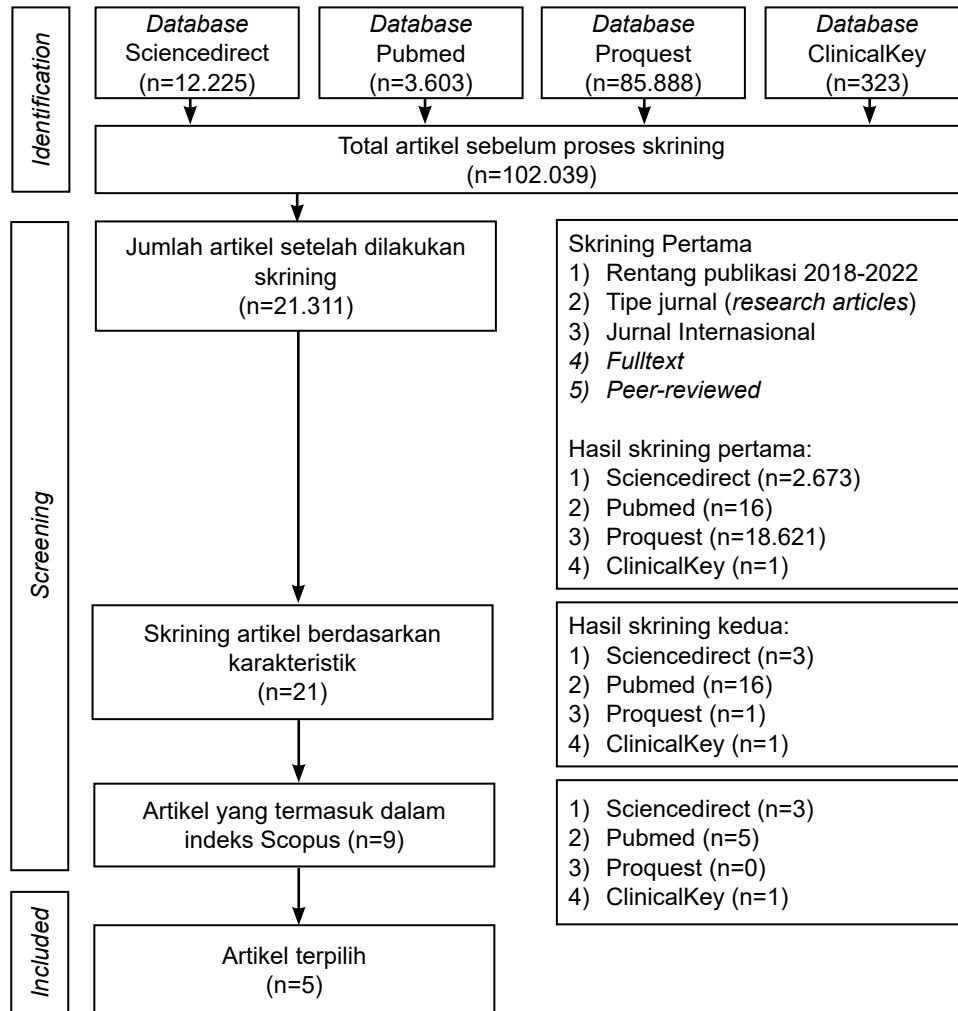 Identification
Database
Sciencedirect
(n=12.225)
Database
Pubmed
(n=3.603)
Database
Proquest
(n=85.888)
Database
ClinicalKey
(n=323)
Total artikel sebelum proses skrining
(n=102.039)
Screening
Jumlah artikel setelah dilakukan
skrining
(n=21.311)
Skrining Pertama
1) Rentang publikasi 2018-2022
2) Tipe jurnal (research articles)
3) Jurnal Internasional
4) Fulltext
5) Peer-reviewed
Hasil skrining pertama:
1) Sciencedirect (n=2.673)
2) Pubmed (n=16)
3) Proquest (n=18.621)
4) ClinicalKey (n=1)
Skrining artikel berdasarkan
karakteristik
(n=21)
Hasil skrining kedua:
1) Sciencedirect (n=3)
2) Pubmed (n=16)
3) Proquest (n=1)
4) ClinicalKey (n=1)
Artikel yang termasuk dalam
indeks Scopus (n=9)
1) Sciencedirect (n=3)
2) Pubmed (n=5)
3) Proquest (n=0)
4) ClinicalKey (n=1)
Included
Artikel terpilih
(n=5)